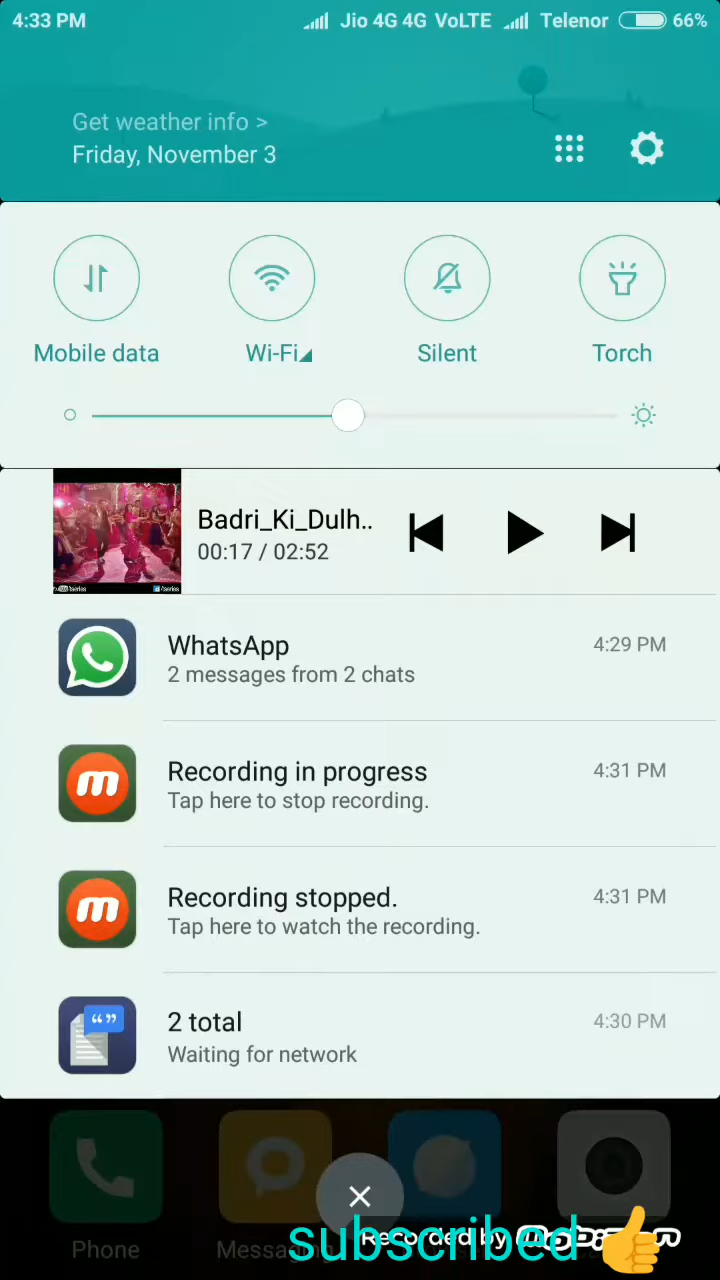 4:33 PM Jio 4G 4G VoLTE Telenor 66%
Get weather info >
Friday, November 3
Mobile data Wi-Fi Silent Torch
Badri_Ki_Dulh..
00:17 / 02:52
WhatsApp 4:29 PM
2 messages from 2 chats
Recording in progress 4:31 PM
Tap here to stop recording.
Recording stopped. 4:31 PM
Tap here to watch the recording.
2 total 4:30 PM
Waiting for network
Phone Messaging
subscribed
Recorded by